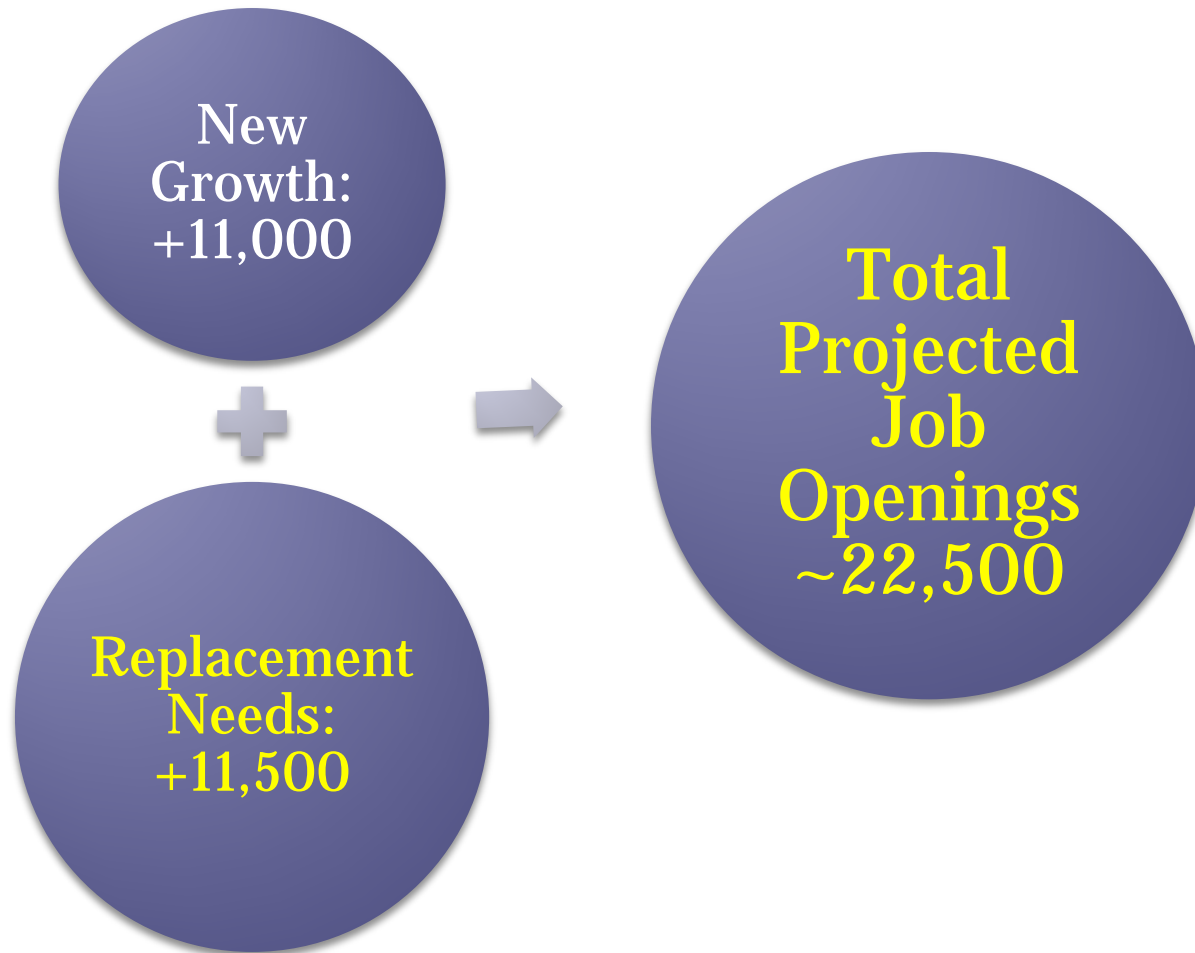 New
Growth:
+11,000
Replacement
Needs:
+11,500
Total
Projected
Job
Openings
~22,500